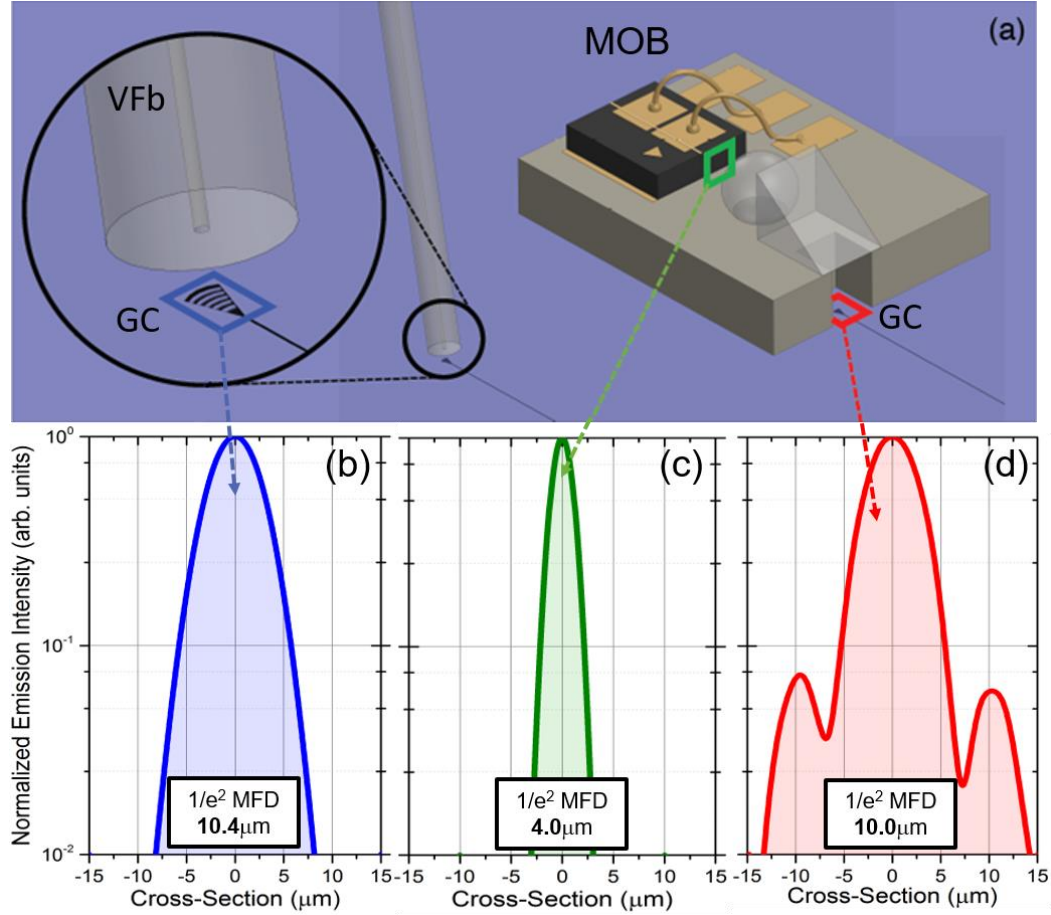 (a)
MOB
VFb
GC
GC
Normalized Emission Intensity (arb. units)
10⁰
10⁻¹
10⁻²
(b)
1/e² MFD
10.4μm
-15 -10 -5 0 5 10 15
Cross-Section (μm)
(c)
1/e² MFD
4.0μm
-15 -10 -5 0 5 10 15
Cross-Section (μm)
(d)
1/e² MFD
10.0μm
-15 -10 -5 0 5 10 15
Cross-Section (μm)